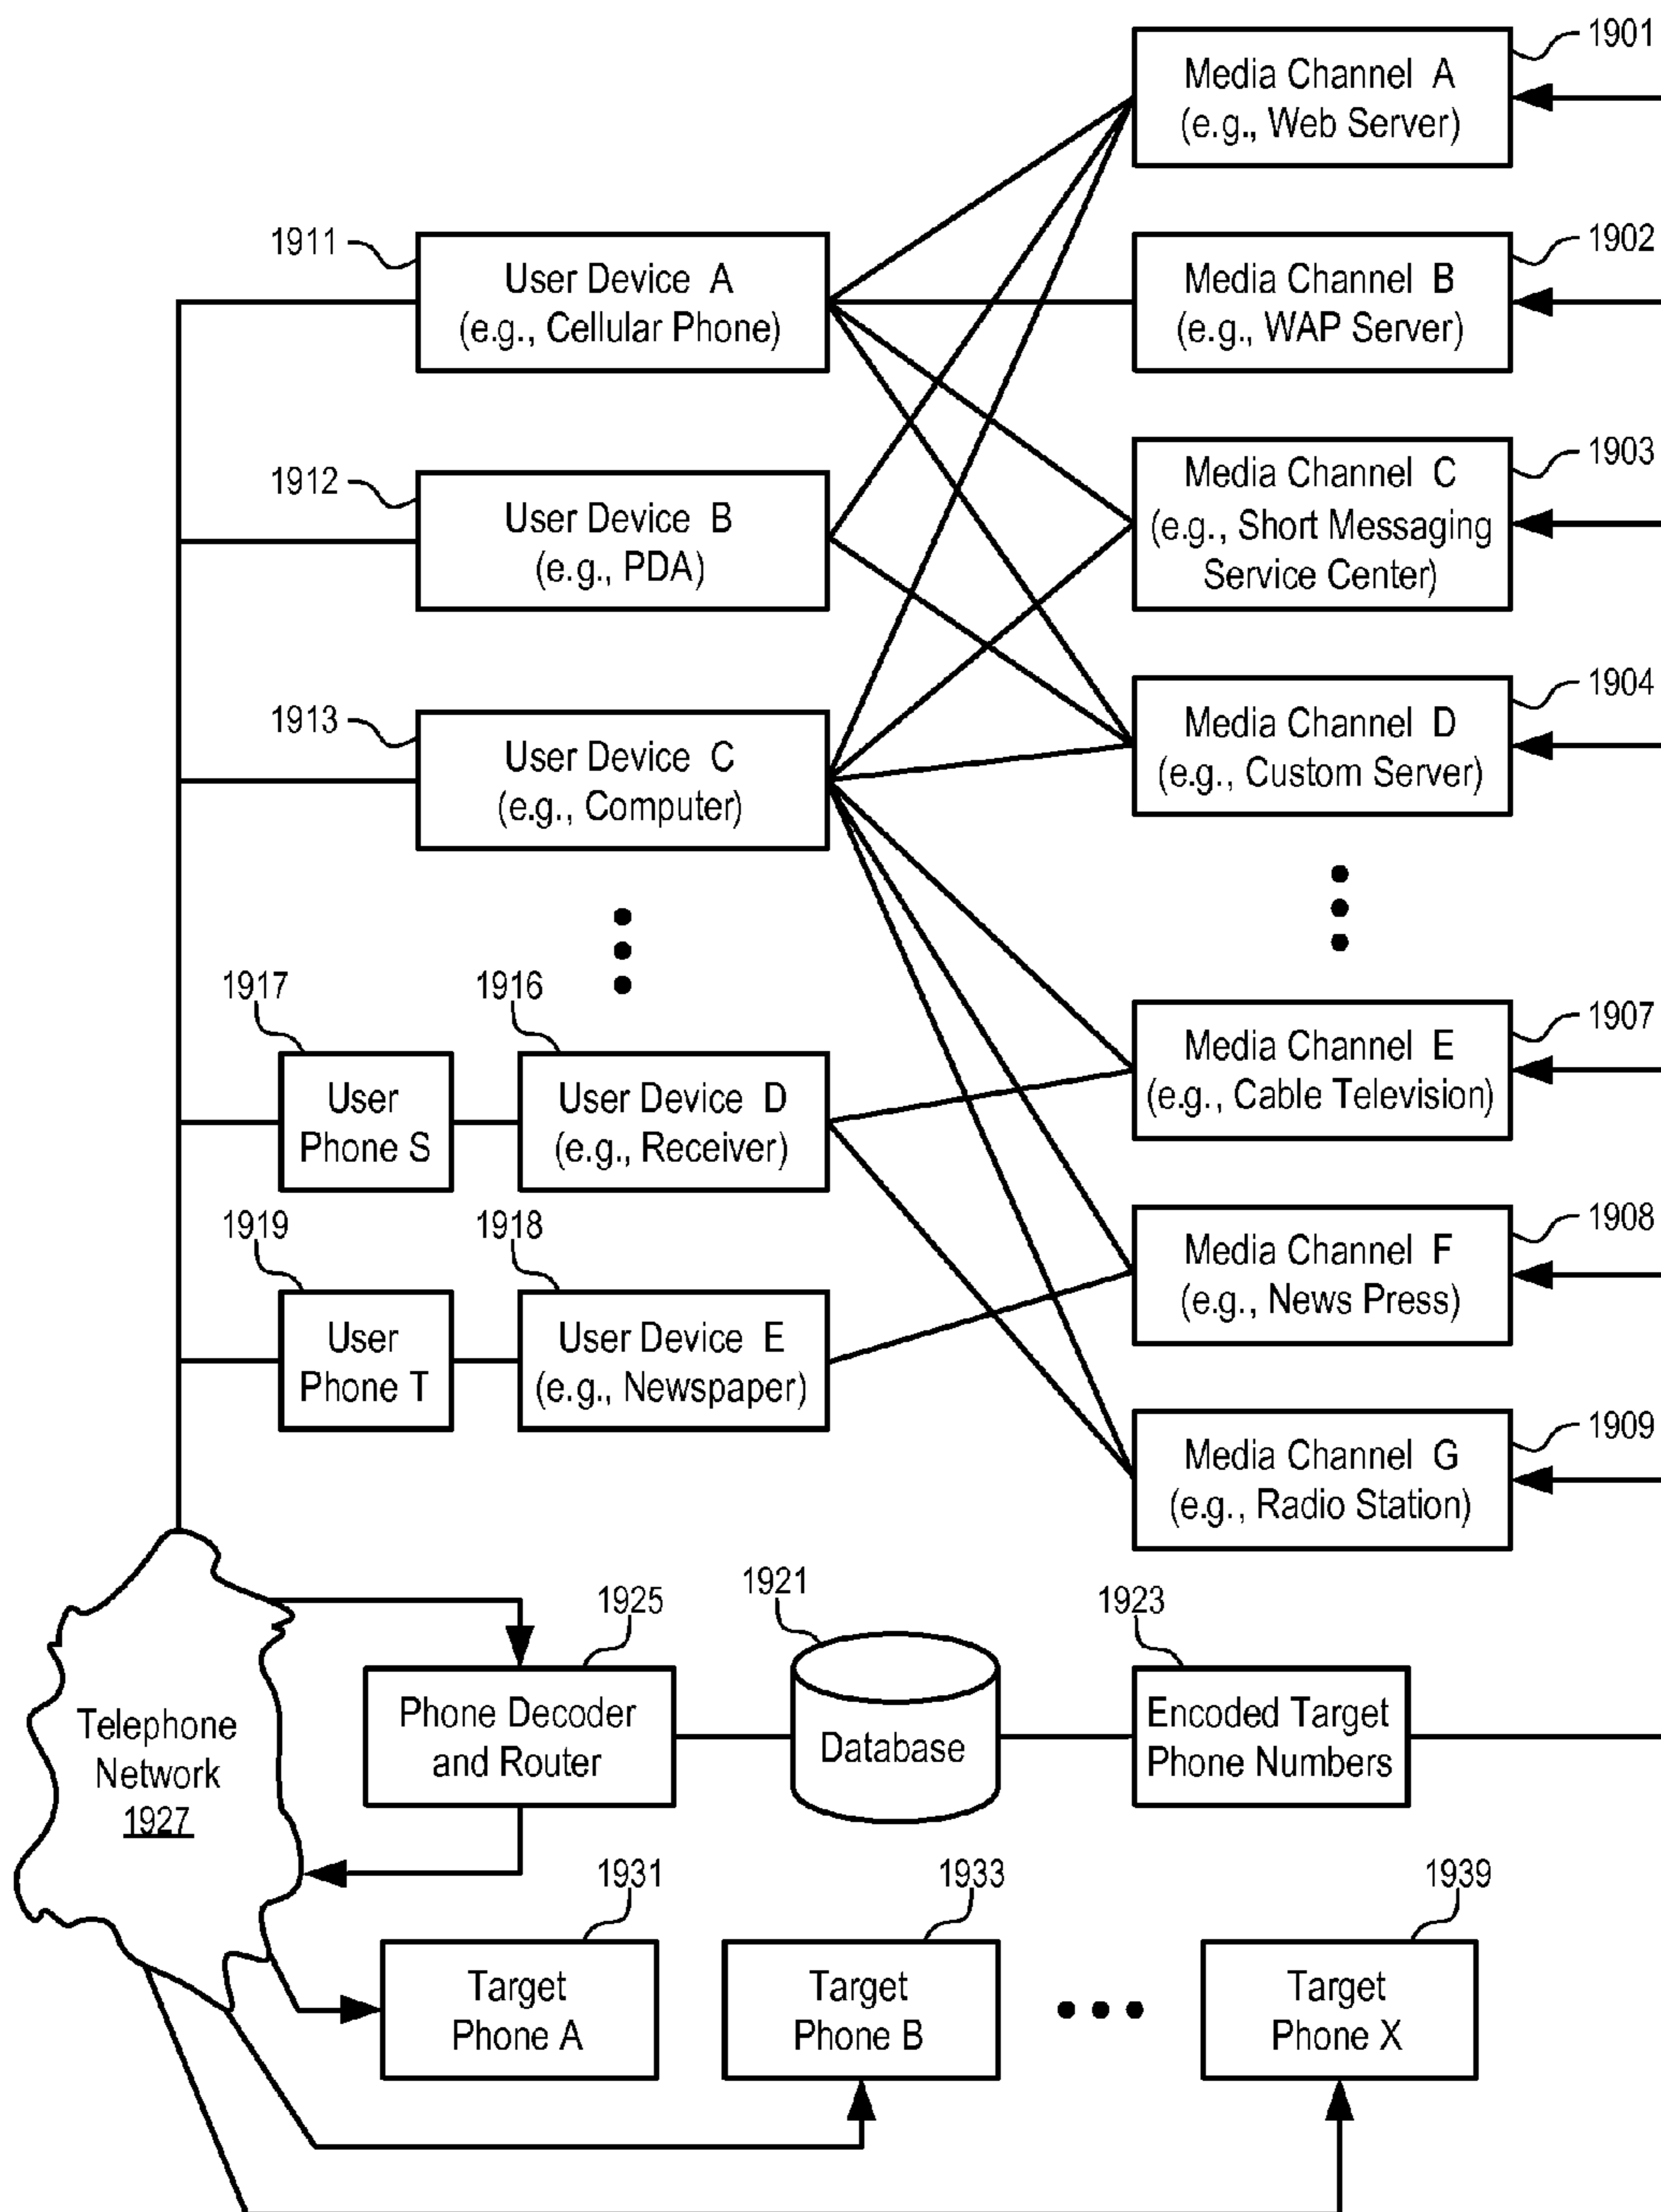 1901
Media Channel A
(e.g., Web Server)
1911
User Device A
(e.g., Cellular Phone)
1902
Media Channel B
(e.g., WAP Server)
1912
User Device B
(e.g., PDA)
1903
Media Channel C
(e.g., Short Messaging
Service Center)
1913
User Device C
(e.g., Computer)
1904
Media Channel D
(e.g., Custom Server)
1917
User
Phone S
1916
User Device D
(e.g., Receiver)
1907
Media Channel E
(e.g., Cable Television)
1919
User
Phone T
1918
User Device E
(e.g., Newspaper)
1908
Media Channel F
(e.g., News Press)
1909
Media Channel G
(e.g., Radio Station)
Telephone
Network
1927
1925
Phone Decoder
and Router
1921
Database
1923
Encoded Target
Phone Numbers
1931
Target
Phone A
1933
Target
Phone B
1939
Target
Phone X